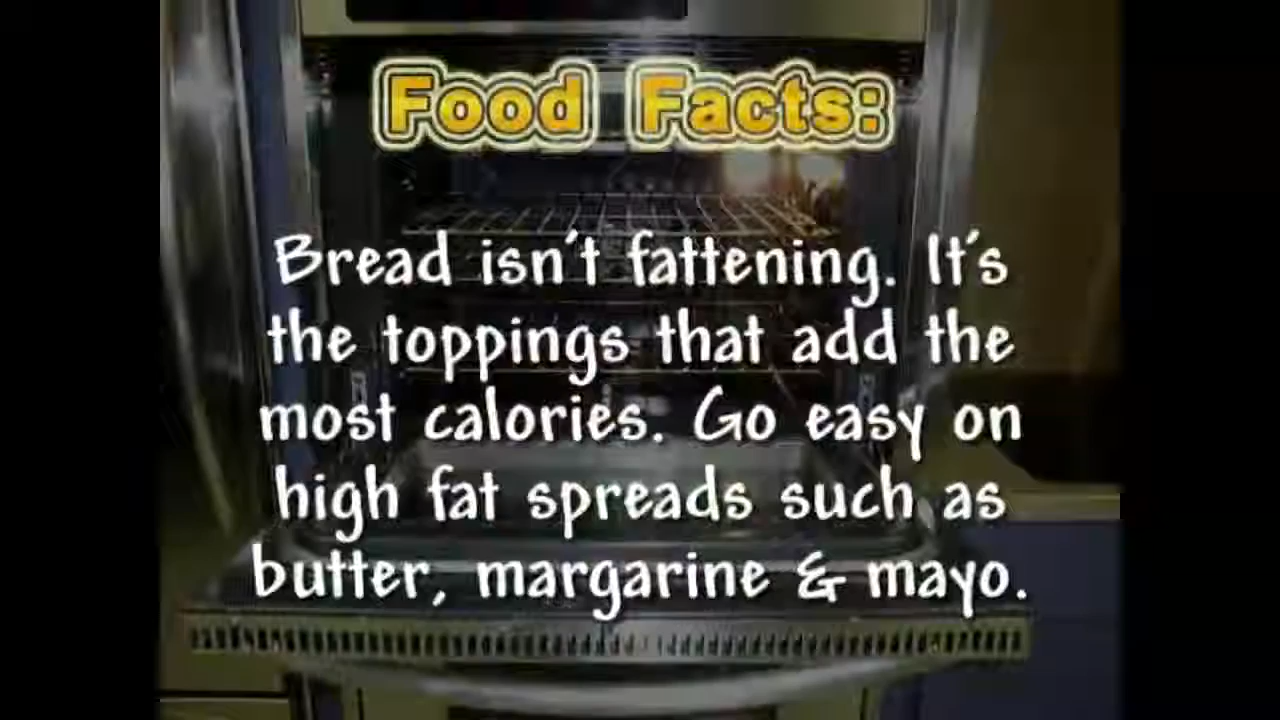 Food Facts:
Bread isn't fattening. It's
the toppings that add the
most calories. Go easy on
high fat spreads such as
butter, margarine & mayo.